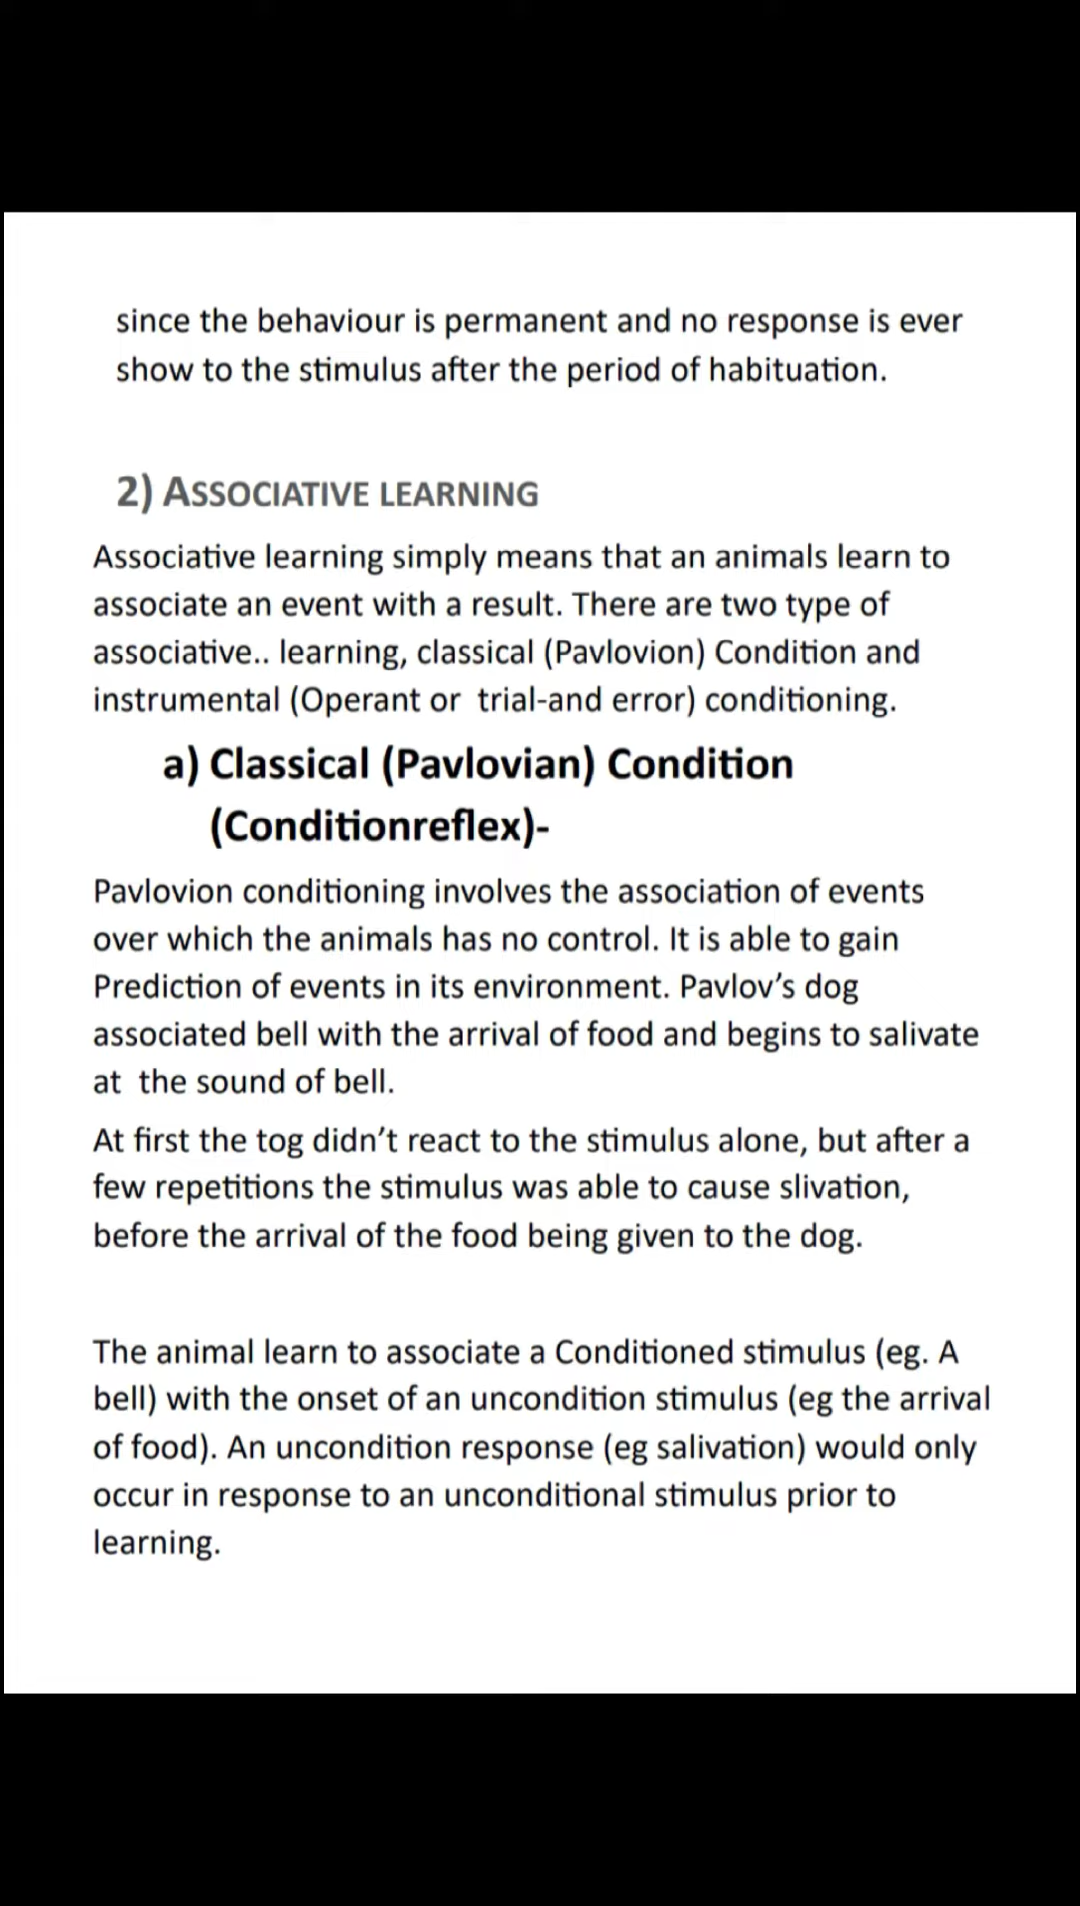 since the behaviour is permanent and no response is ever
show to the stimulus after the period of habituation.
2) ASSOCIATIVE LEARNING
Associative learning simply means that an animals learn to
associate an event with a result. There are two type of
associative.. learning, classical (Pavlovion) Condition and
instrumental (Operant or  trial-and error) conditioning.
a) Classical (Pavlovian) Condition
(Conditionreflex)-
Pavlovion conditioning involves the association of events
over which the animals has no control. It is able to gain
Prediction of events in its environment. Pavlov’s dog
associated bell with the arrival of food and begins to salivate
at  the sound of bell.
At first the tog didn’t react to the stimulus alone, but after a
few repetitions the stimulus was able to cause slivation,
before the arrival of the food being given to the dog.
The animal learn to associate a Conditioned stimulus (eg. A
bell) with the onset of an uncondition stimulus (eg the arrival
of food). An uncondition response (eg salivation) would only
occur in response to an unconditional stimulus prior to
learning.